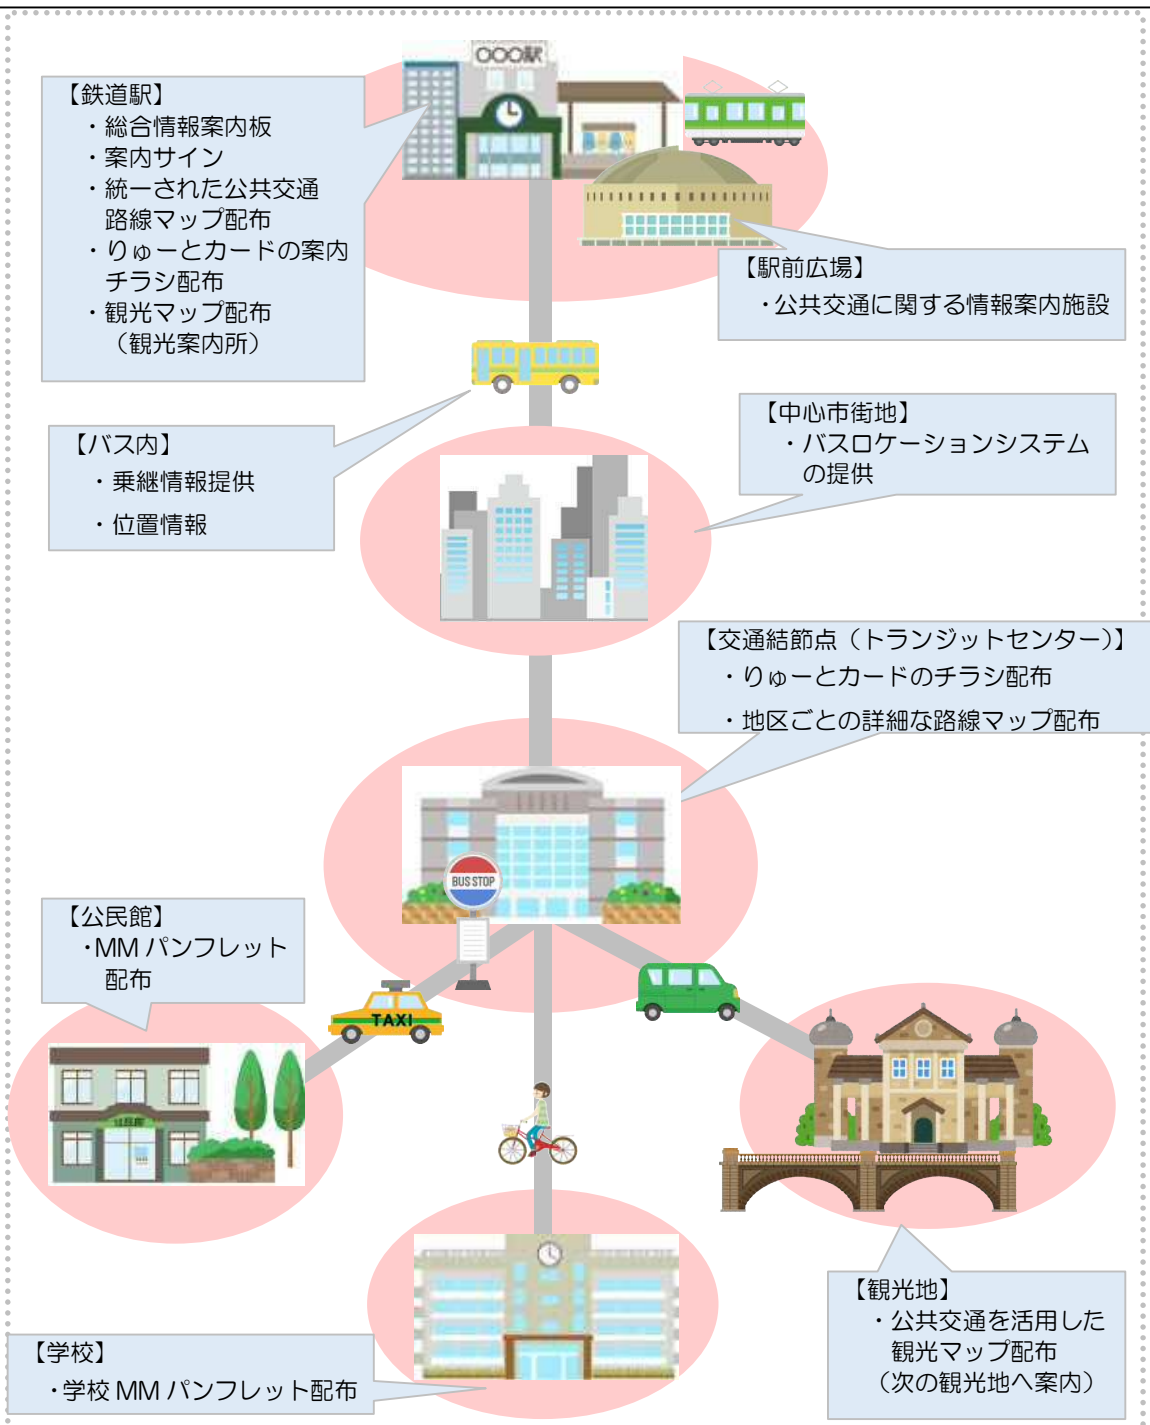 ○○○駅
【鉄道駅】
・総合情報案内板
・案内サイン
・統一された公共交通
路線マップ配布
・りゅーとカードの案内
チラシ配布
・観光マップ配布
（観光案内所）
【駅前広場】
・公共交通に関する情報案内施設
【バス内】
・乗継情報提供
・位置情報
【中心市街地】
・バスロケーションシステム
の提供
【交通結節点（トランジットセンター）】
・りゅーとカードのチラシ配布
・地区ごとの詳細な路線マップ配布
BUS STOP
【公民館】
・MM パンフレット
配布
TAXI
公民館
【観光地】
・公共交通を活用した
観光マップ配布
（次の観光地へ案内）
【学校】
・学校 MM パンフレット配布